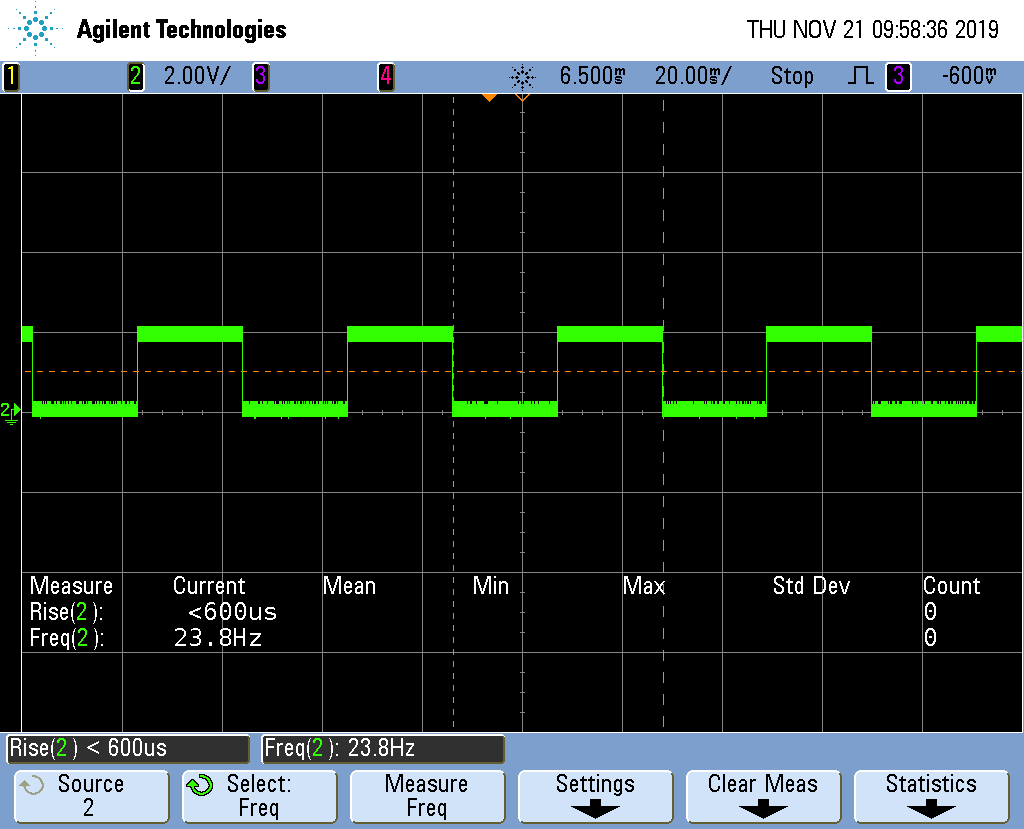 Agilent Technologies THU NOV 21 09:58:36 2019
1 2 2.00V/ 3 4 6.500ms 20.00ms/ Stop 3 -600mV
2
Measure Current Mean Min Max Std Dev Count
Rise(2): <600us 0
Freq(2): 23.8Hz 0
Rise(2) < 600us Freq(2): 23.8Hz
Source Select: Measure Settings Clear Meas Statistics
2 Freq Freq